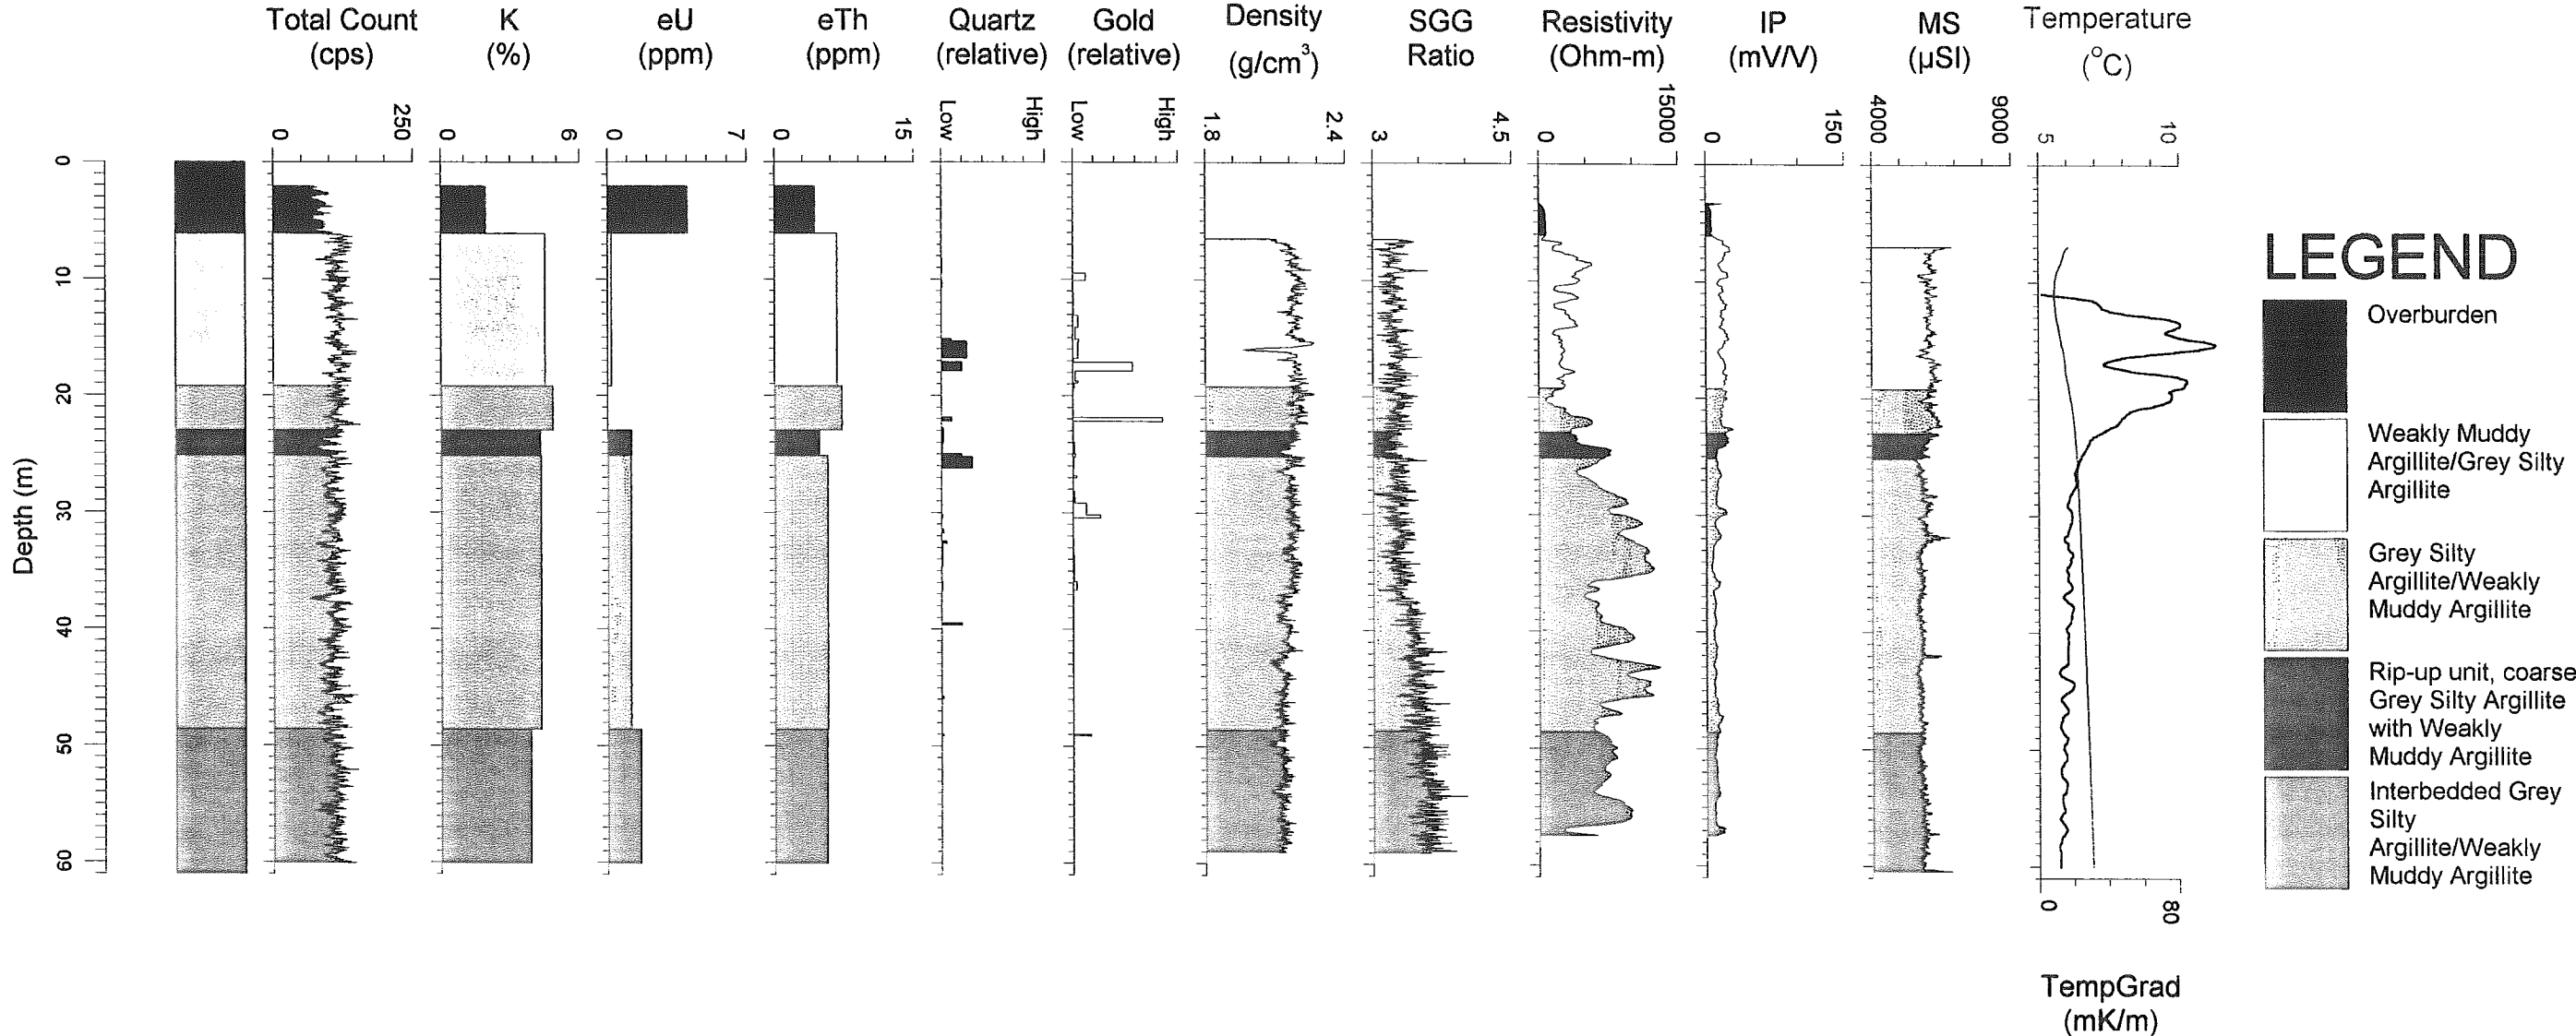 Total Count
(cps)
K
(%)
eU
(ppm)
eTh
(ppm)
Quartz
(relative)
Gold
(relative)
Density
(g/cm³)
SGG
Ratio
Resistivity
(Ohm-m)
IP
(mV/V)
MS
(µSI)
Temperature
(°C)
0 250
0 6
0 7
0 15
Low High
Low High
1.8 2.4
3 4.5
0 15000
0 150
4000 9000
5 10
Depth (m)
0
10
20
30
40
50
60
LEGEND
Overburden
Weakly Muddy
Argillite/Grey Silty
Argillite
Grey Silty
Argillite/Weakly
Muddy Argillite
Rip-up unit, coarse
Grey Silty Argillite
with Weakly
Muddy Argillite
Interbedded Grey
Silty
Argillite/Weakly
Muddy Argillite
0 80
TempGrad
(mK/m)